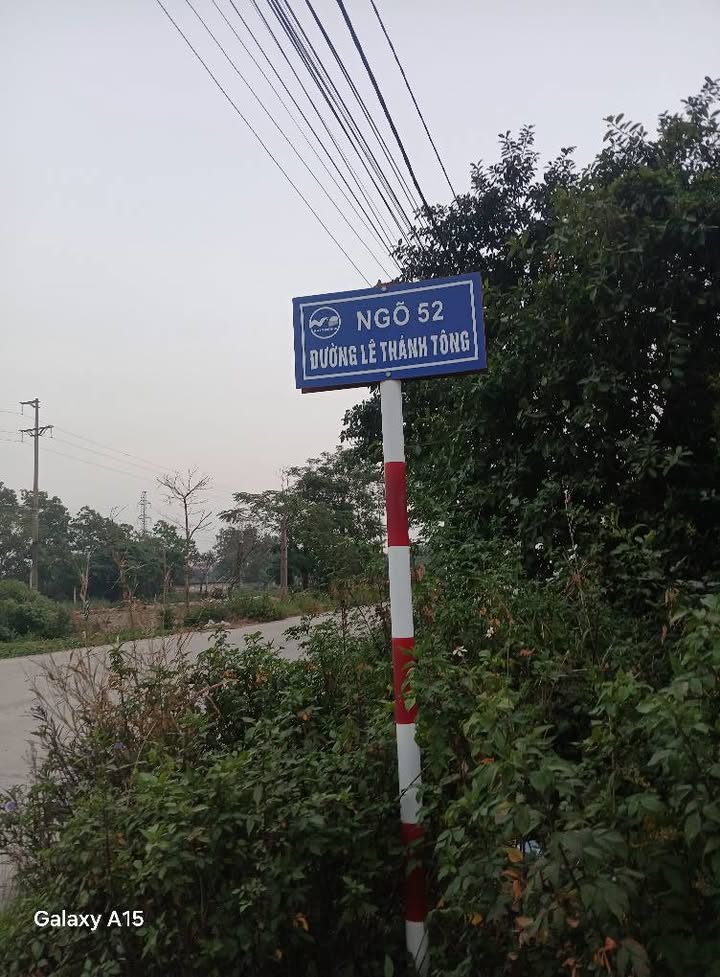 NGÕ 52
ĐƯỜNG LÊ THÁNH TÔNG
Galaxy A15